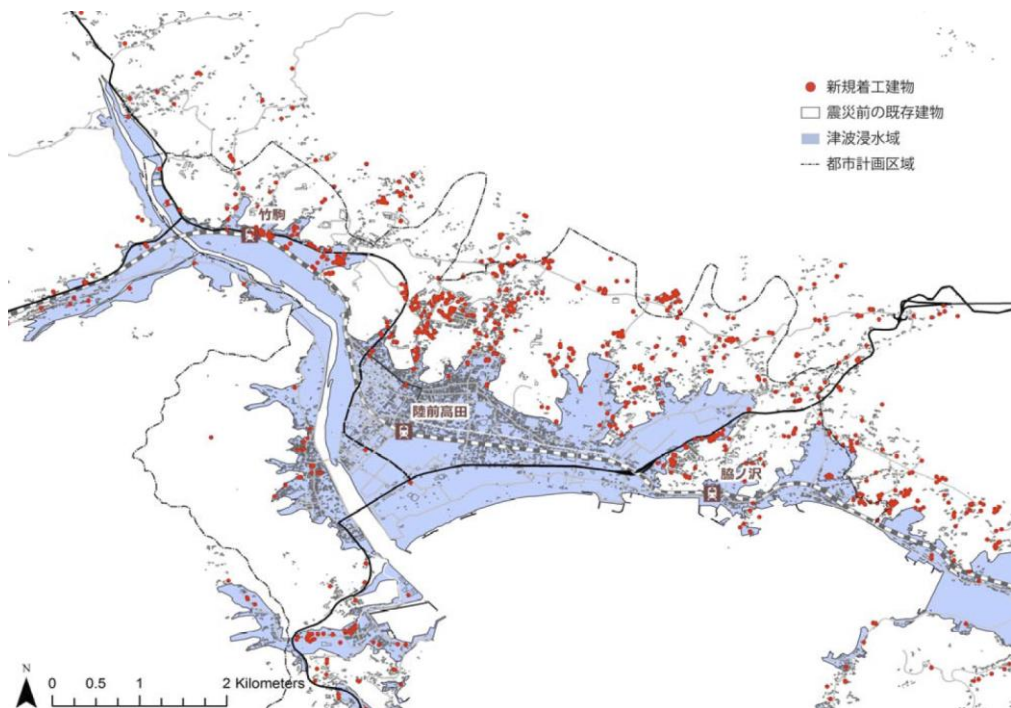 新規着工建物
震災前の既存建物
津波浸水域
都市計画区域
竹駒
陸前高田
脇ノ沢
N
0 0.5 1 2 Kilometers